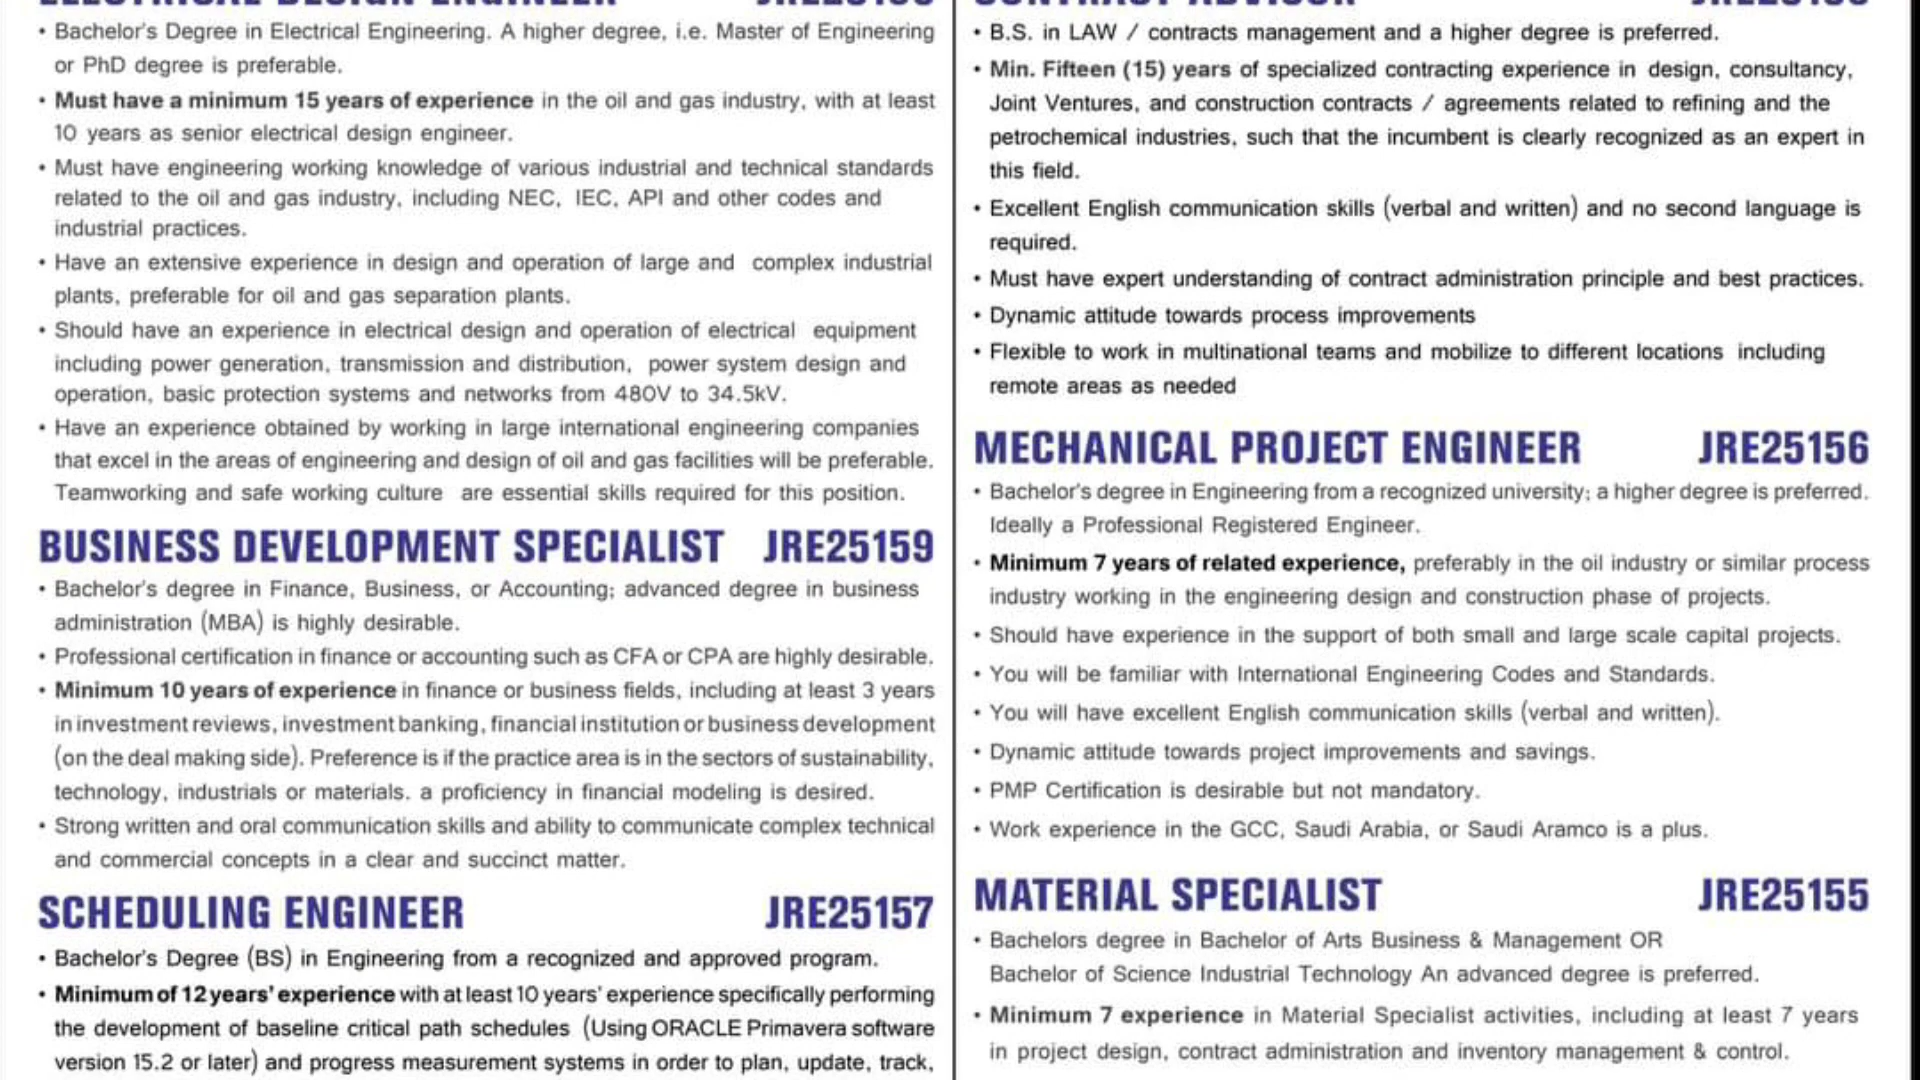 ELECTRICAL DESIGN ENGINEER
• Bachelor's Degree in Electrical Engineering. A higher degree, i.e. Master of Engineering
or PhD degree is preferable.
• Must have a minimum 15 years of experience in the oil and gas industry, with at least
10 years as senior electrical design engineer.
• Must have engineering working knowledge of various industrial and technical standards
related to the oil and gas industry, including NEC, IEC, API and other codes and
industrial practices.
• Have an extensive experience in design and operation of large and complex industrial
plants, preferable for oil and gas separation plants.
• Should have an experience in electrical design and operation of electrical equipment
including power generation, transmission and distribution, power system design and
operation, basic protection systems and networks from 480V to 34.5kV.
• Have an experience obtained by working in large international engineering companies
that excel in the areas of engineering and design of oil and gas facilities will be preferable.
Teamworking and safe working culture are essential skills required for this position.
BUSINESS DEVELOPMENT SPECIALIST JRE25159
• Bachelor's degree in Finance, Business, or Accounting; advanced degree in business
administration (MBA) is highly desirable.
• Professional certification in finance or accounting such as CFA or CPA are highly desirable.
• Minimum 10 years of experience in finance or business fields, including at least 3 years
in investment reviews, investment banking, financial institution or business development
(on the deal making side). Preference is if the practice area is in the sectors of sustainability,
technology, industrials or materials. a proficiency in financial modeling is desired.
• Strong written and oral communication skills and ability to communicate complex technical
and commercial concepts in a clear and succinct matter.
SCHEDULING ENGINEER JRE25157
• Bachelor's Degree (BS) in Engineering from a recognized and approved program.
• Minimum of 12 years' experience with at least 10 years' experience specifically performing
the development of baseline critical path schedules (Using ORACLE Primavera software
version 15.2 or later) and progress measurement systems in order to plan, update, track,
CONTRACT ADVISOR
• B.S. in LAW / contracts management and a higher degree is preferred.
• Min. Fifteen (15) years of specialized contracting experience in design, consultancy,
Joint Ventures, and construction contracts / agreements related to refining and the
petrochemical industries, such that the incumbent is clearly recognized as an expert in
this field.
• Excellent English communication skills (verbal and written) and no second language is
required.
• Must have expert understanding of contract administration principle and best practices.
• Dynamic attitude towards process improvements
• Flexible to work in multinational teams and mobilize to different locations including
remote areas as needed
MECHANICAL PROJECT ENGINEER JRE25156
• Bachelor's degree in Engineering from a recognized university; a higher degree is preferred.
Ideally a Professional Registered Engineer.
• Minimum 7 years of related experience, preferably in the oil industry or similar process
industry working in the engineering design and construction phase of projects.
• Should have experience in the support of both small and large scale capital projects.
• You will be familiar with International Engineering Codes and Standards.
• You will have excellent English communication skills (verbal and written).
• Dynamic attitude towards project improvements and savings.
• PMP Certification is desirable but not mandatory.
• Work experience in the GCC, Saudi Arabia, or Saudi Aramco is a plus.
MATERIAL SPECIALIST JRE25155
• Bachelors degree in Bachelor of Arts Business & Management OR
Bachelor of Science Industrial Technology An advanced degree is preferred.
• Minimum 7 experience in Material Specialist activities, including at least 7 years
in project design, contract administration and inventory management & control.